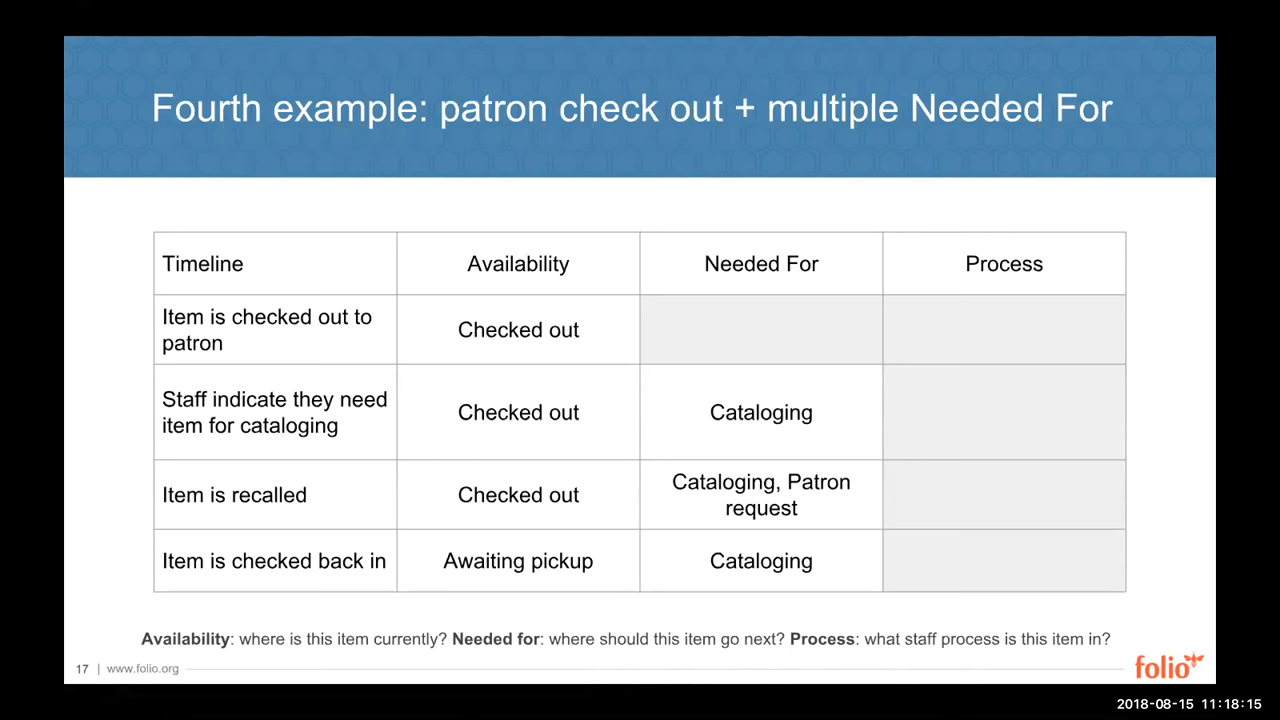 Fourth example: patron check out + multiple Needed For
Timeline Availability Needed For Process
Item is checked out to
patron
Checked out
Staff indicate they need
item for cataloging
Checked out
Cataloging
Item is recalled
Checked out
Cataloging, Patron
request
Item is checked back in
Awaiting pickup
Cataloging
Availability: where is this item currently? Needed for: where should this item go next? Process: what staff process is this item in?
17 | www.folio.org
folio
2018-08-15 11:18:15